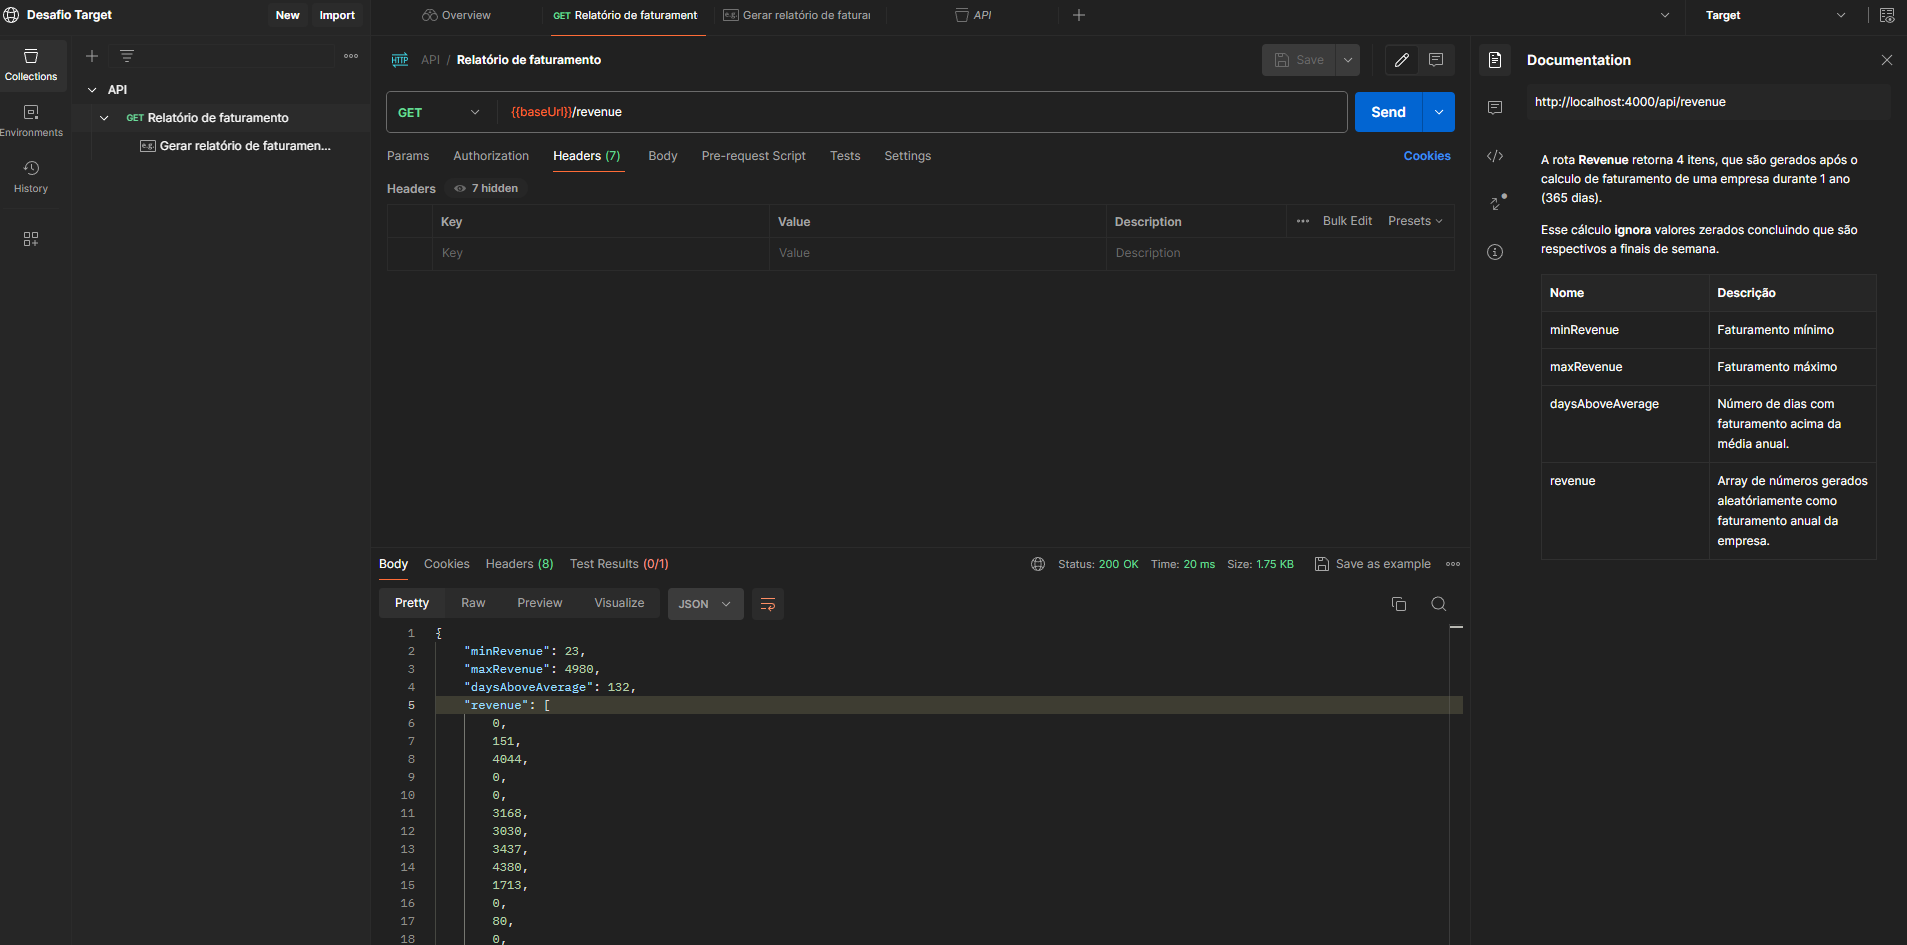 Desafio Target
New
Import
Overview
GET Relatório de faturament
Gerar relatório de faturar
API
Target
Collections
Environments
History
API
GET Relatório de faturamento
e.g. Gerar relatório de faturamen...
HTTP API / Relatório de faturamento
Save
GET
{{baseUrl}}/revenue
Send
Params
Authorization
Headers (7)
Body
Pre-request Script
Tests
Settings
Cookies
Headers
7 hidden
Key
Value
Description
Bulk Edit
Presets
Key
Value
Description
Body
Cookies
Headers (8)
Test Results (0/1)
Status: 200 OK
Time: 20 ms
Size: 1.75 KB
Save as example
Pretty
Raw
Preview
Visualize
JSON
1 {
2 "minRevenue": 23,
3 "maxRevenue": 4980,
4 "daysAboveAverage": 132,
5 "revenue": [
6 0,
7 151,
8 4044,
9 0,
10 0,
11 3168,
12 3030,
13 3437,
14 4380,
15 1713,
16 0,
17 80,
18 0,
Documentation
http://localhost:4000/api/revenue
A rota Revenue retorna 4 itens, que são gerados após o
calculo de faturamento de uma empresa durante 1 ano
(365 dias).
Esse cálculo ignora valores zerados concluindo que são
respectivos a finais de semana.
Nome
Descrição
minRevenue
Faturamento mínimo
maxRevenue
Faturamento máximo
daysAboveAverage
Número de dias com
faturamento acima da
média anual.
revenue
Array de números gerados
aleatóriamente como
faturamento anual da
empresa.